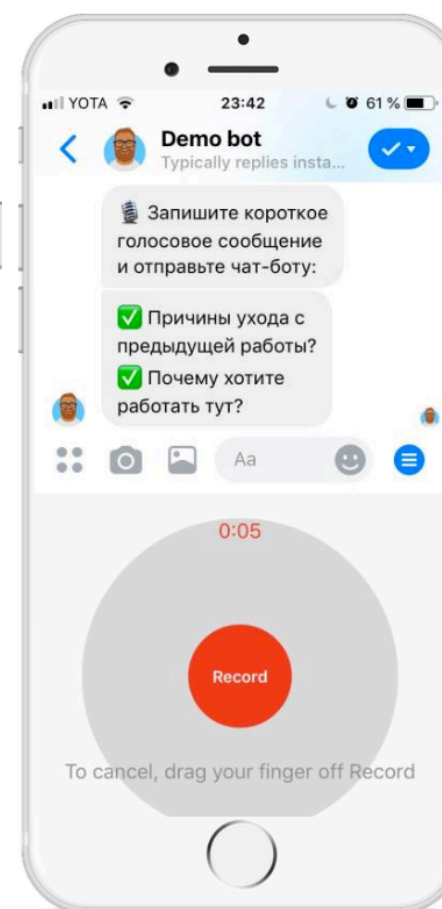 YOTA 23:42 61 %
Demo bot
Typically replies insta...
🎙 Запишите короткое
голосовое сообщение
и отправьте чат-боту:
✅ Причины ухода с
предыдущей работы?
✅ Почему хотите
работать тут?
Aa
0:05
Record
To cancel, drag your finger off Record